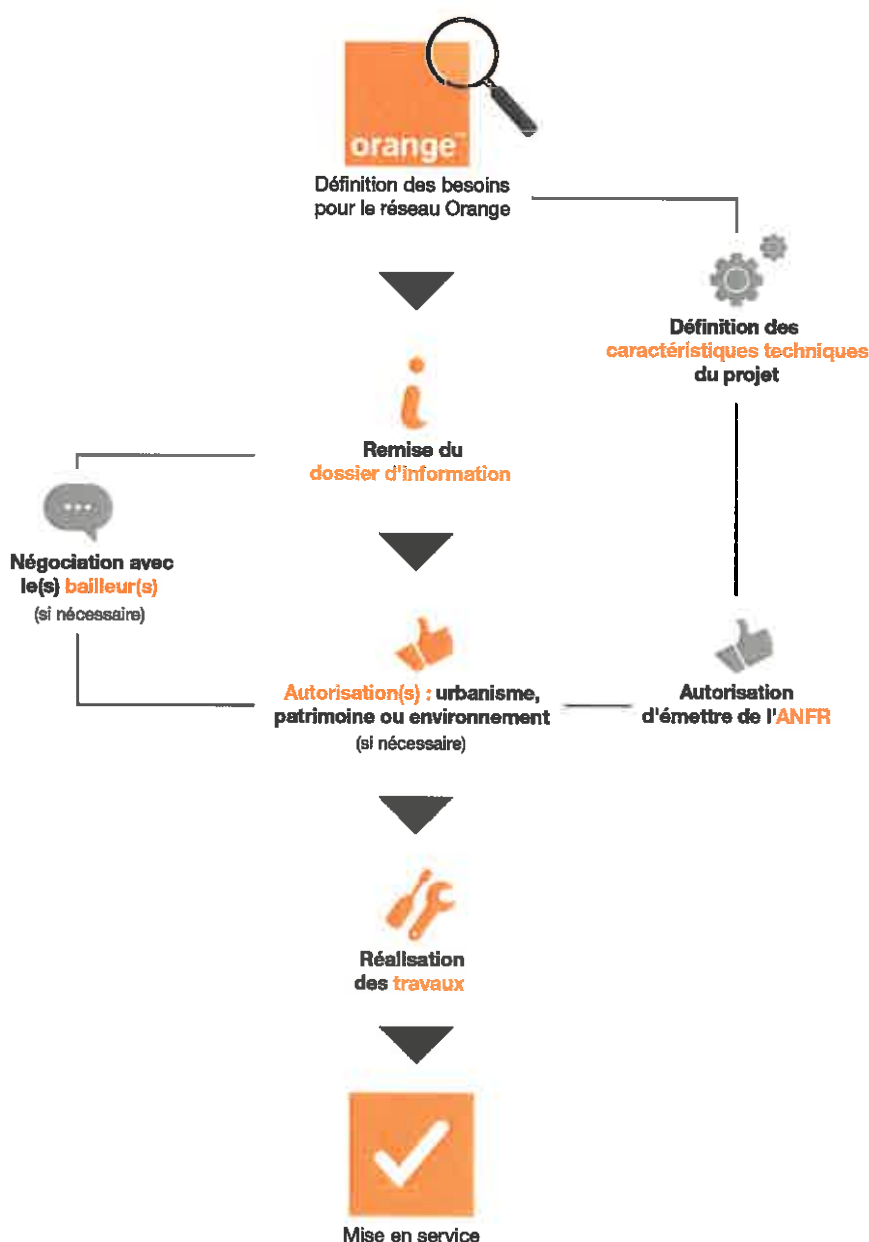 orange™
Définition des besoins
pour le réseau Orange
Définition des
caractéristiques techniques
du projet
Remise du
dossier d'information
Négociation avec
le(s) bailleur(s)
(si nécessaire)
Autorisation(s) : urbanisme,
patrimoine ou environnement
(si nécessaire)
Autorisation
d'émettre de l'ANFR
Réalisation
des travaux
Mise en service